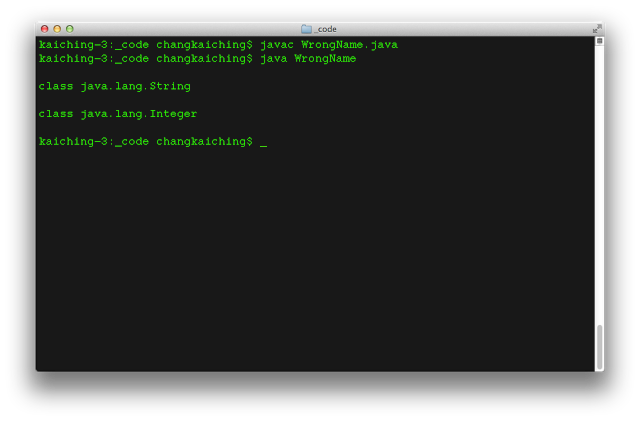 _code
kaiching-3:_code changkaiching$ javac WrongName.java
kaiching-3:_code changkaiching$ java WrongName
class java.lang.String
class java.lang.Integer
kaiching-3:_code changkaiching$ _